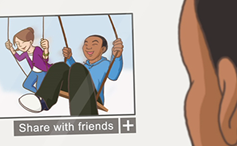 Share with friends +